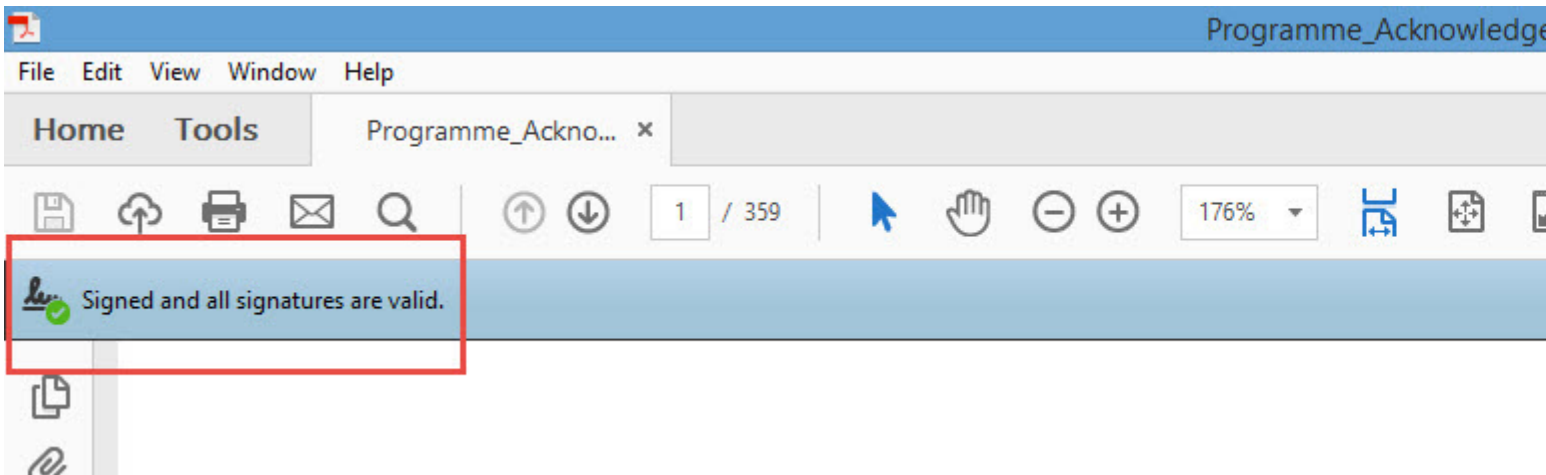 Programme_Acknowledge
File Edit View Window Help
Home Tools Programme_Ackno... ×
1 / 359 176%
Signed and all signatures are valid.